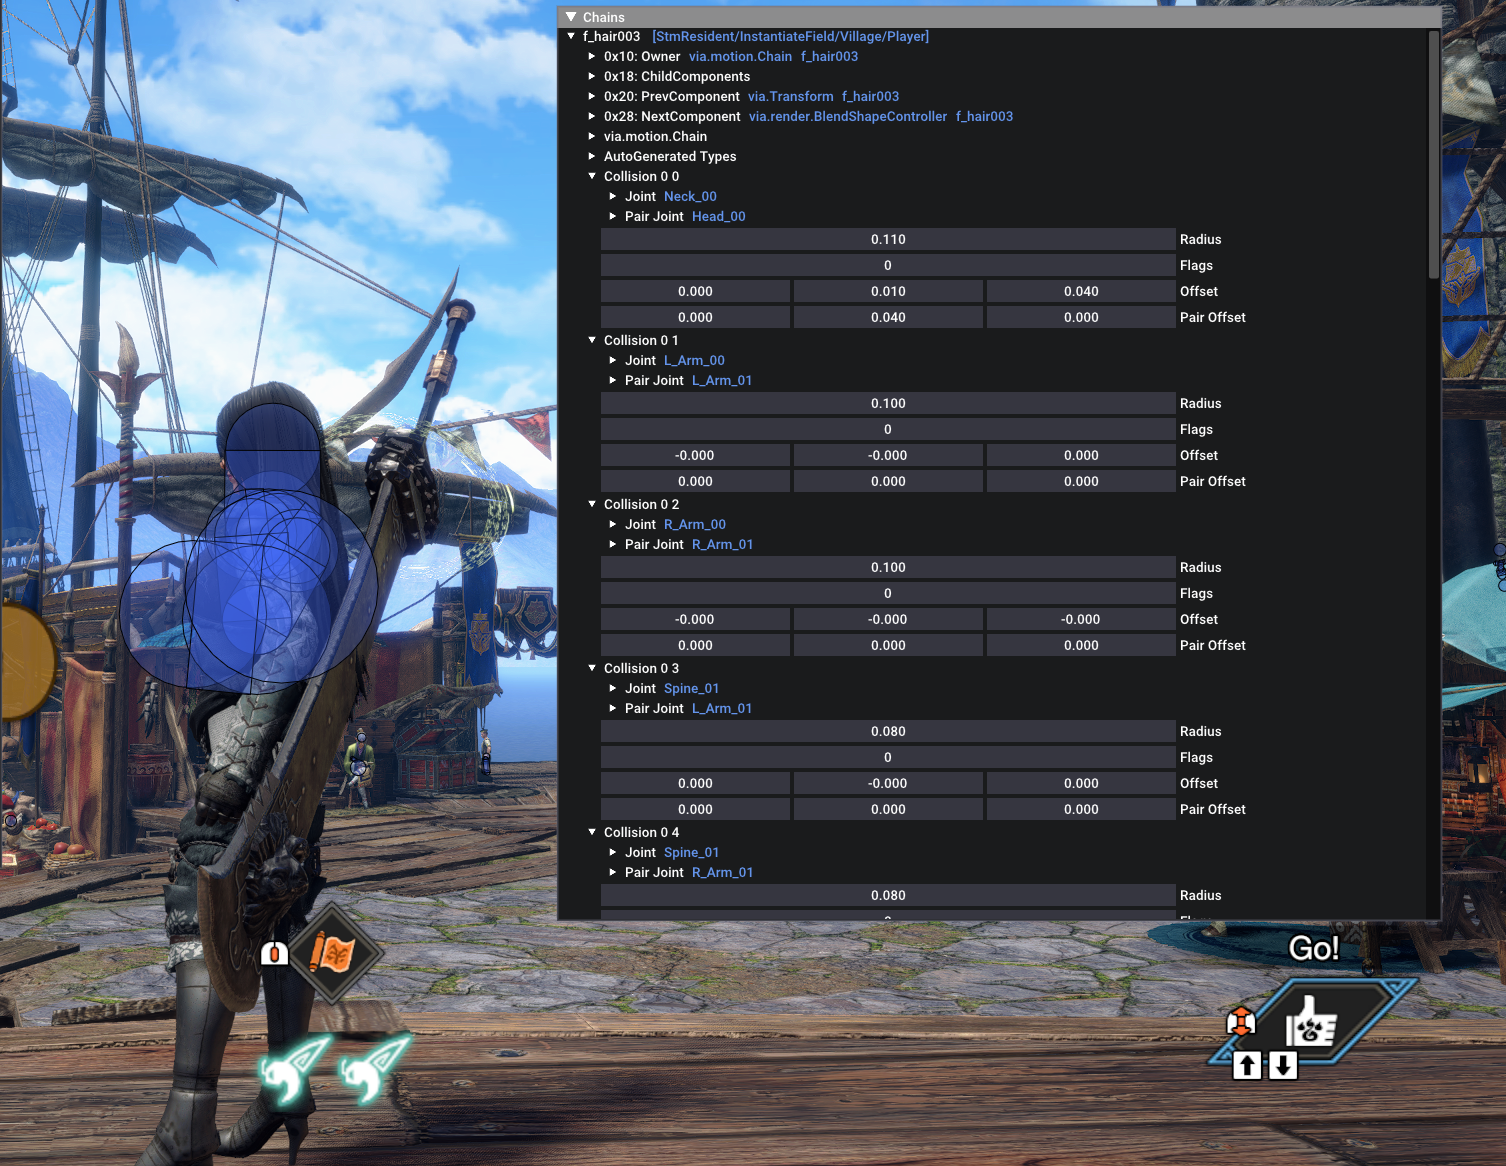 Chains
f_hair003 [StmResident/InstantiateField/Village/Player]
0x10: Owner via.motion.Chain f_hair003
0x18: ChildComponents
0x20: PrevComponent via.Transform f_hair003
0x28: NextComponent via.render.BlendShapeController f_hair003
via.motion.Chain
AutoGenerated Types
Collision 0 0
Joint Neck_00
Pair Joint Head_00
0.110 Radius
0 Flags
0.000 0.010 0.040 Offset
0.000 0.040 0.000 Pair Offset
Collision 0 1
Joint L_Arm_00
Pair Joint L_Arm_01
0.100 Radius
0 Flags
-0.000 -0.000 0.000 Offset
0.000 0.000 0.000 Pair Offset
Collision 0 2
Joint R_Arm_00
Pair Joint R_Arm_01
0.100 Radius
0 Flags
-0.000 -0.000 -0.000 Offset
0.000 0.000 0.000 Pair Offset
Collision 0 3
Joint Spine_01
Pair Joint L_Arm_01
0.080 Radius
0 Flags
0.000 -0.000 0.000 Offset
0.000 0.000 0.000 Pair Offset
Collision 0 4
Joint Spine_01
Pair Joint R_Arm_01
0.080 Radius
Go!